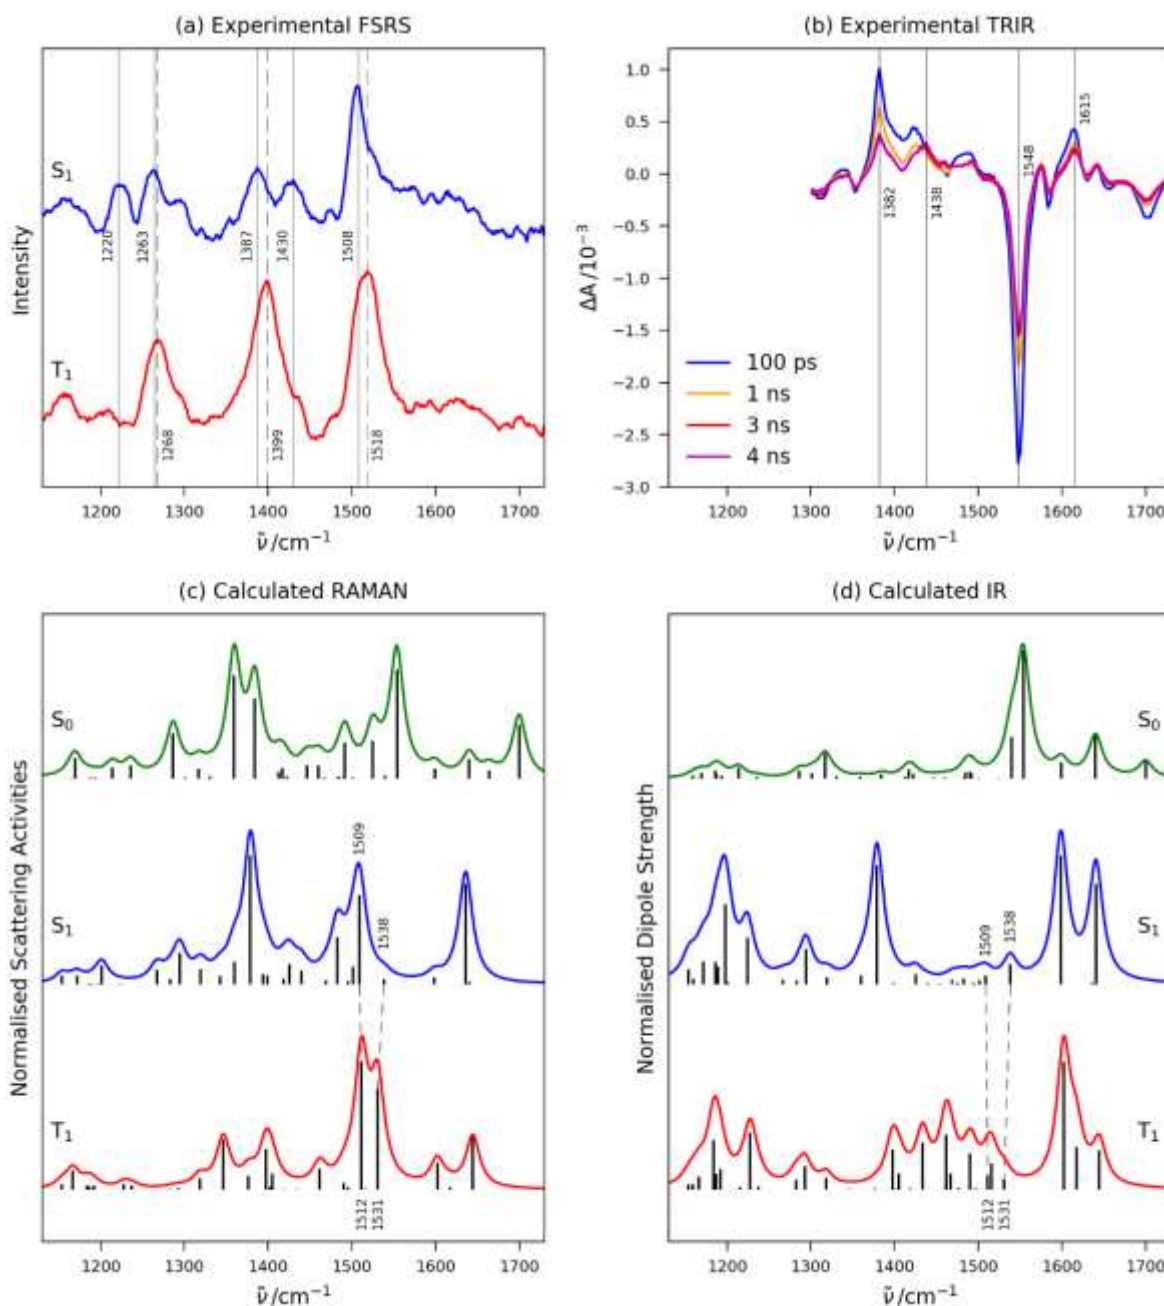 (a) Experimental FSRS
S₁
T₁
1220
1263
1387
1430
1508
1268
1399
1518
Intensity
1200 1300 1400 1500 1600 1700
ν̃/cm⁻¹
(b) Experimental TRIR
1.0
0.5
0.0
−0.5
−1.0
−1.5
−2.0
−2.5
−3.0
ΔA/10⁻³
1382
1438
1548
1615
100 ps
1 ns
3 ns
4 ns
1200 1300 1400 1500 1600 1700
ν̃/cm⁻¹
(c) Calculated RAMAN
S₀
S₁
T₁
1509
1538
1512
1531
Normalised Scattering Activities
1200 1300 1400 1500 1600 1700
ν̃/cm⁻¹
(d) Calculated IR
S₀
S₁
T₁
1509
1538
1512
1531
Normalised Dipole Strength
1200 1300 1400 1500 1600 1700
ν̃/cm⁻¹